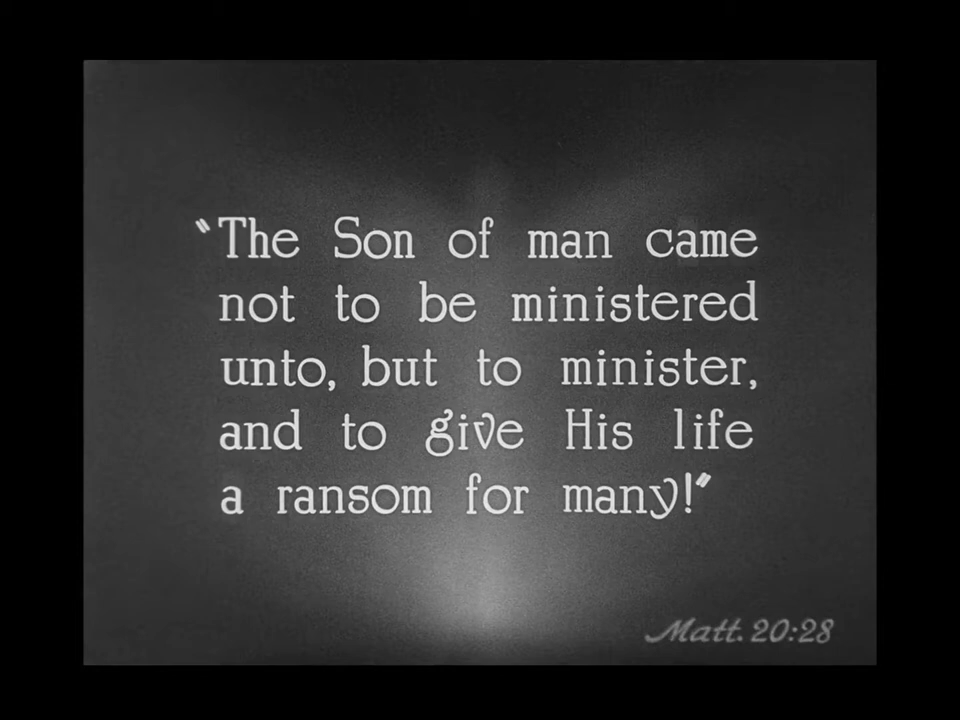 "The Son of man came
not to be ministered
unto, but to minister,
and to give His life
a ransom for many!"
Matt. 20:28